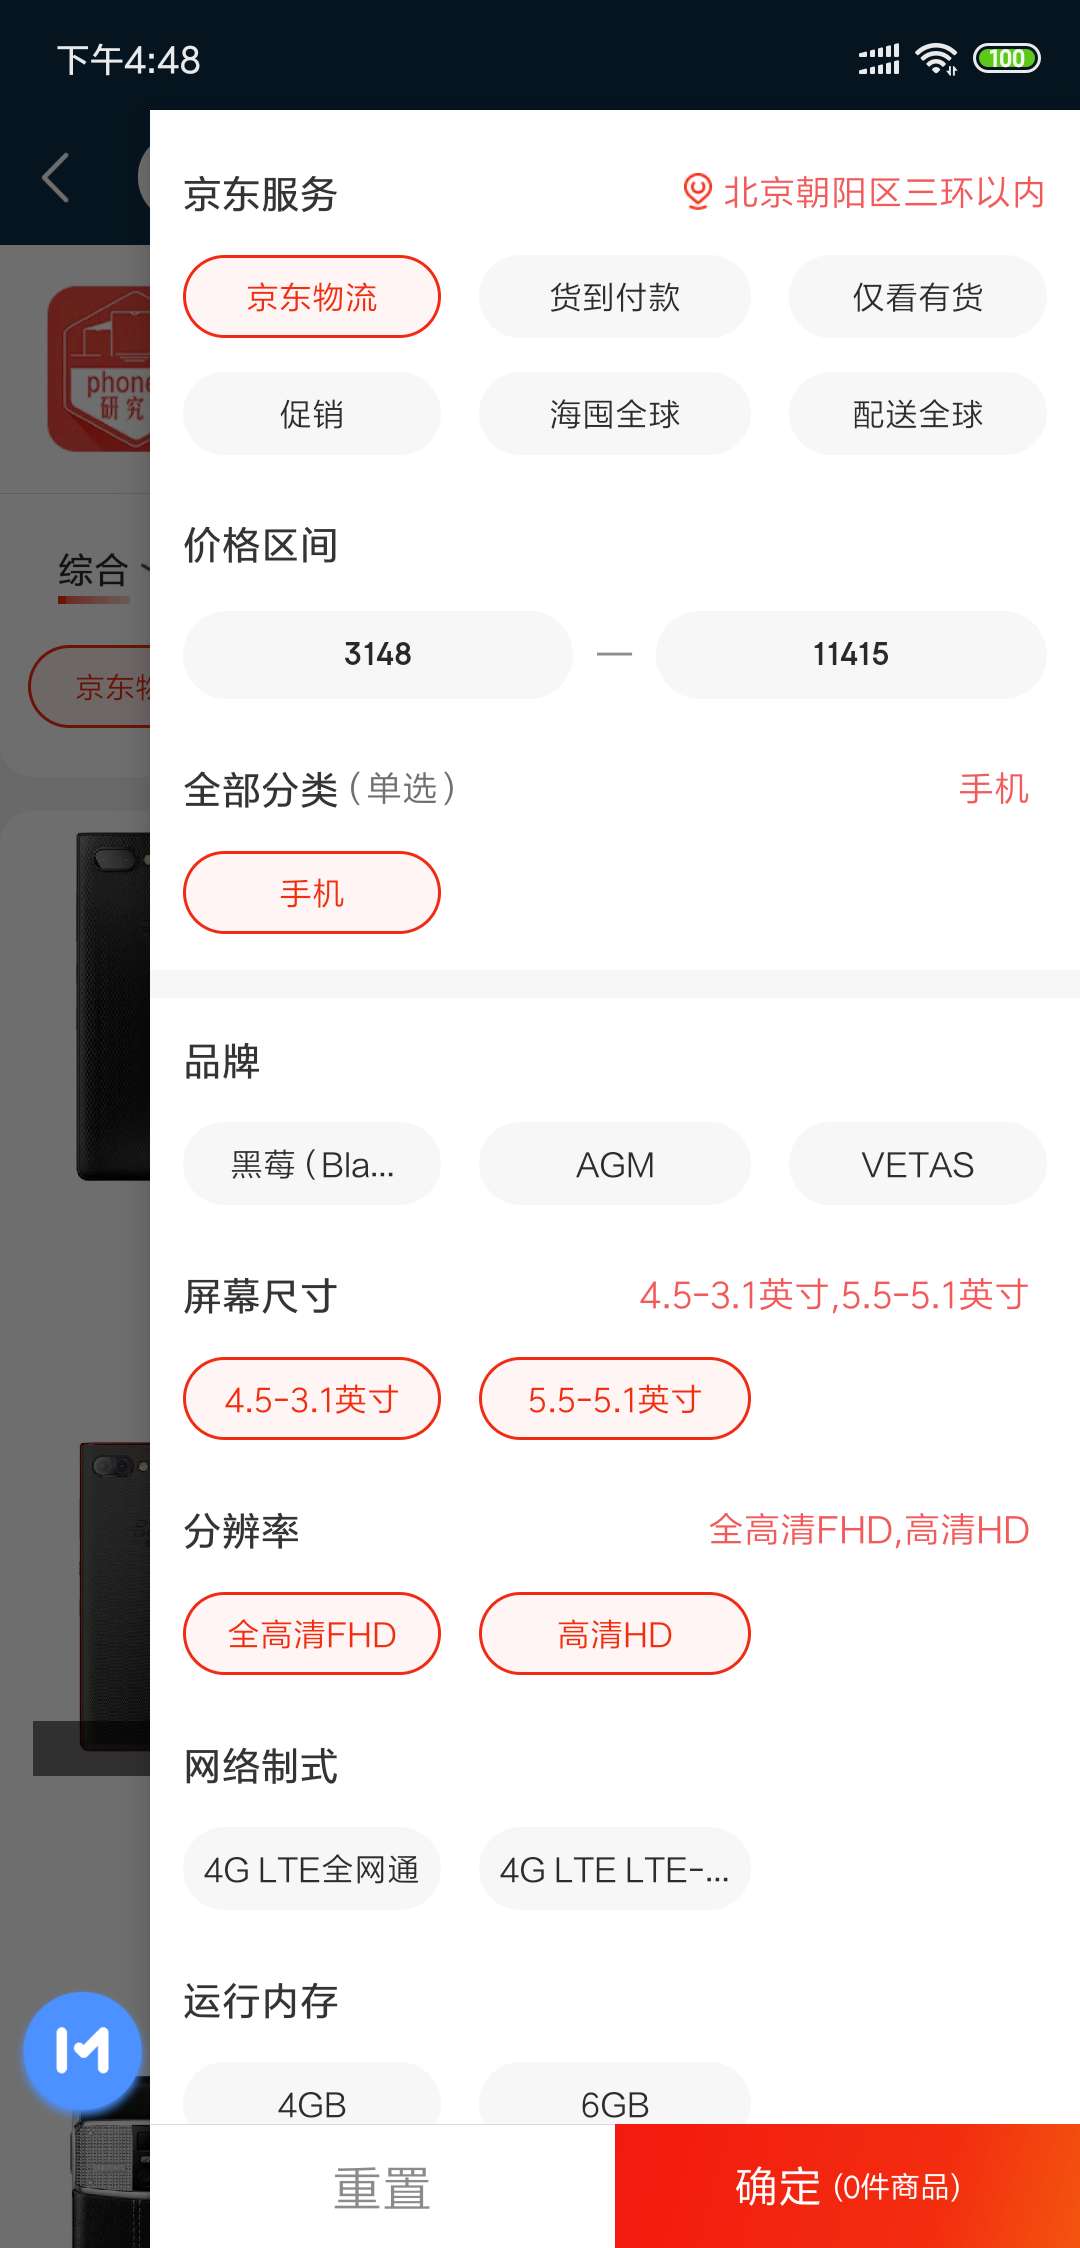 下午4:48
100
京东服务
北京朝阳区三环以内
京东物流
货到付款
仅看有货
促销
海囤全球
配送全球
phone
研究
价格区间
综合
3148 — 11415
京东物
全部分类（单选）
手机
手机
品牌
黑莓（Bla...
AGM
VETAS
屏幕尺寸
4.5-3.1英寸,5.5-5.1英寸
4.5-3.1英寸
5.5-5.1英寸
分辨率
全高清FHD,高清HD
全高清FHD
高清HD
网络制式
4G LTE全网通
4G LTE LTE-...
运行内存
4GB
6GB
重置
确定（0件商品）